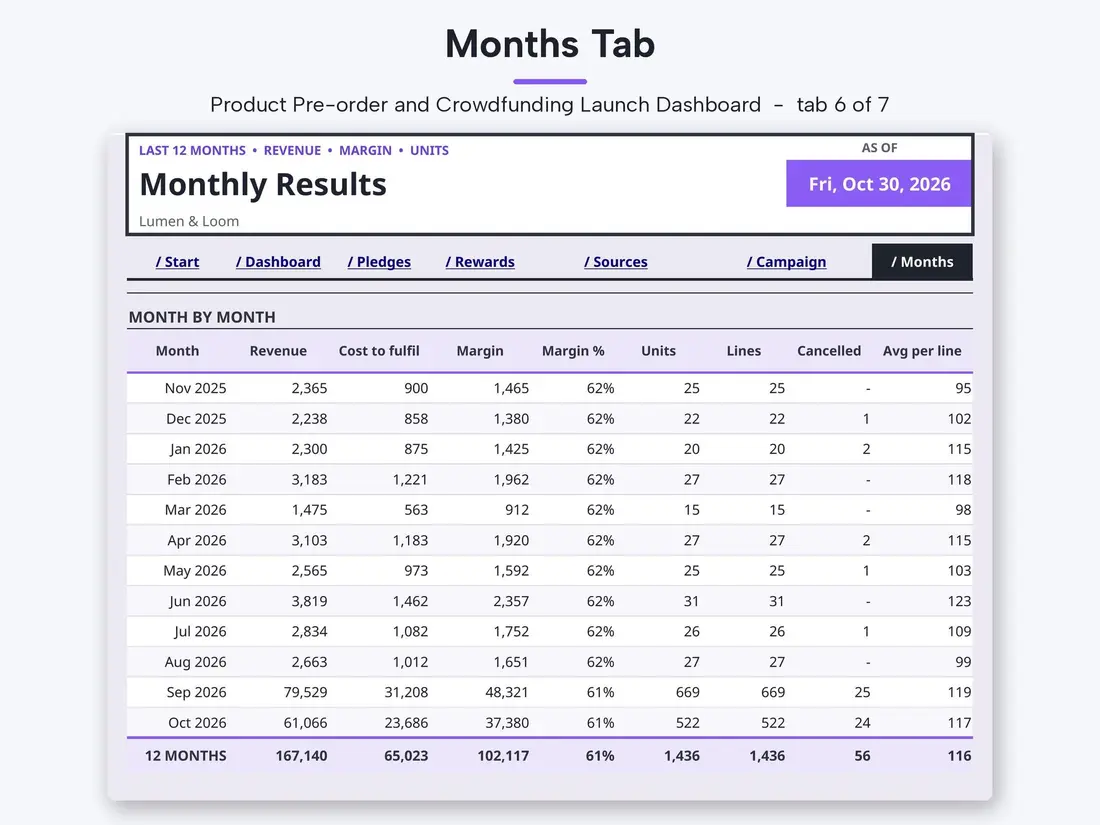 Months Tab
Product Pre-order and Crowdfunding Launch Dashboard - tab 6 of 7
LAST 12 MONTHS • REVENUE • MARGIN • UNITS
AS OF
Monthly Results
Fri, Oct 30, 2026
Lumen & Loom
/ Start / Dashboard / Pledges / Rewards / Sources / Campaign / Months
MONTH BY MONTH
Month Revenue Cost to fulfil Margin Margin % Units Lines Cancelled Avg per line
Nov 2025 2,365 900 1,465 62% 25 25 - 95
Dec 2025 2,238 858 1,380 62% 22 22 1 102
Jan 2026 2,300 875 1,425 62% 20 20 2 115
Feb 2026 3,183 1,221 1,962 62% 27 27 - 118
Mar 2026 1,475 563 912 62% 15 15 - 98
Apr 2026 3,103 1,183 1,920 62% 27 27 2 115
May 2026 2,565 973 1,592 62% 25 25 1 103
Jun 2026 3,819 1,462 2,357 62% 31 31 - 123
Jul 2026 2,834 1,082 1,752 62% 26 26 1 109
Aug 2026 2,663 1,012 1,651 62% 27 27 - 99
Sep 2026 79,529 31,208 48,321 61% 669 669 25 119
Oct 2026 61,066 23,686 37,380 61% 522 522 24 117
12 MONTHS 167,140 65,023 102,117 61% 1,436 1,436 56 116